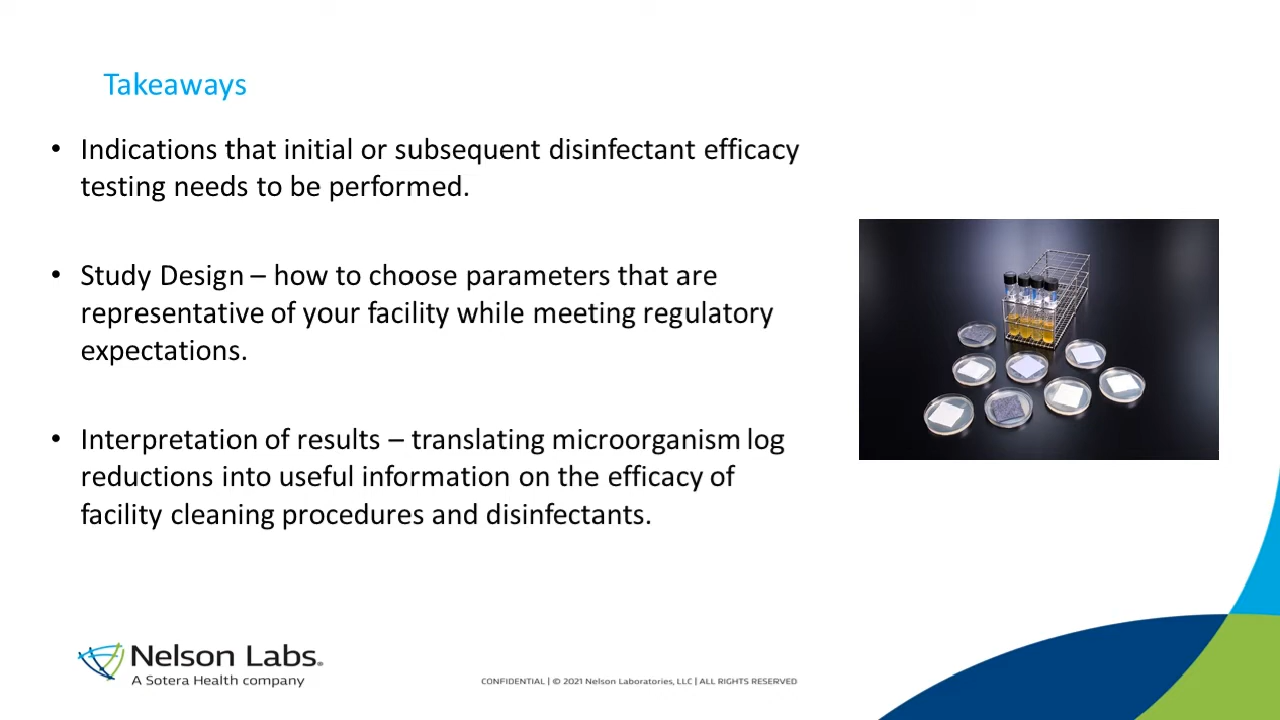 Takeaways
• Indications that initial or subsequent disinfectant efficacy
testing needs to be performed.
• Study Design – how to choose parameters that are
representative of your facility while meeting regulatory
expectations.
• Interpretation of results – translating microorganism log
reductions into useful information on the efficacy of
facility cleaning procedures and disinfectants.
Nelson Labs®
A Sotera Health company
CONFIDENTIAL | © 2021 Nelson Laboratories, LLC | ALL RIGHTS RESERVED